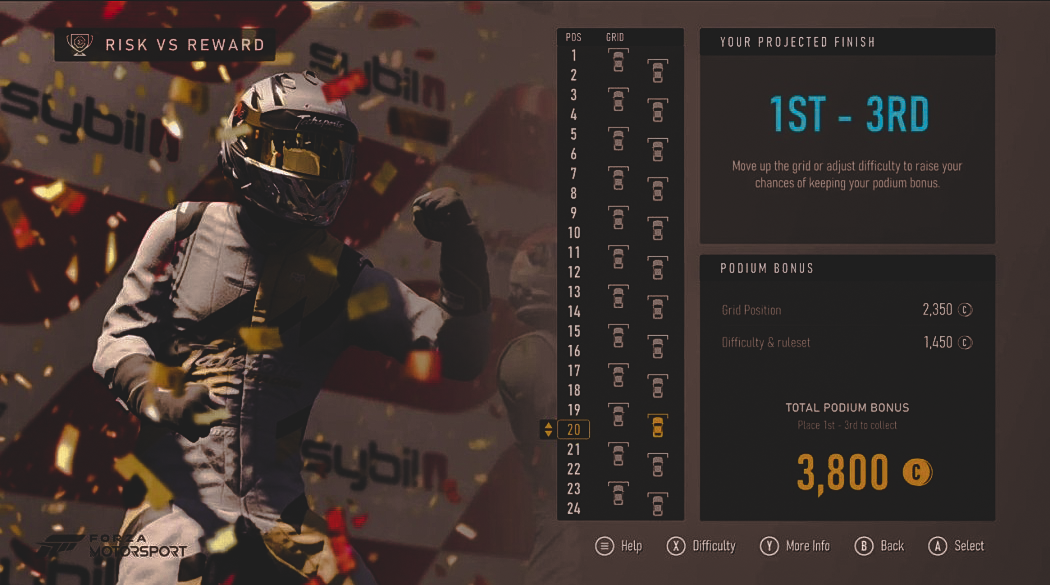 RISK VS REWARD
sybil
sybil
sybil
POS GRID
1
2
3
4
5
6
7
8
9
10
11
12
13
14
15
16
17
18
19
20
21
22
23
24
YOUR PROJECTED FINISH
1ST - 3RD
Move up the grid or adjust difficulty to raise your
chances of keeping your podium bonus.
PODIUM BONUS
Grid Position 2,350 C
Difficulty & ruleset 1,450 C
TOTAL PODIUM BONUS
Place 1st - 3rd to collect
3,800 C
FORZA
MOTORSPORT
Help X Difficulty Y More Info B Back A Select